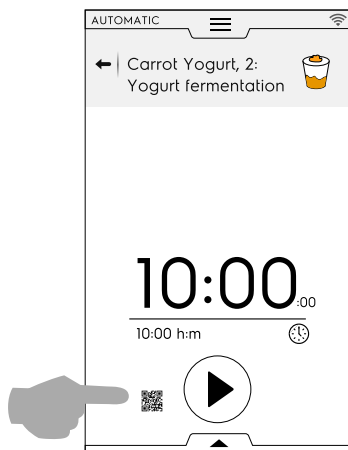 AUTOMATIC
Carrot Yogurt, 2:
Yogurt fermentation
10:00:00
10:00 h:m